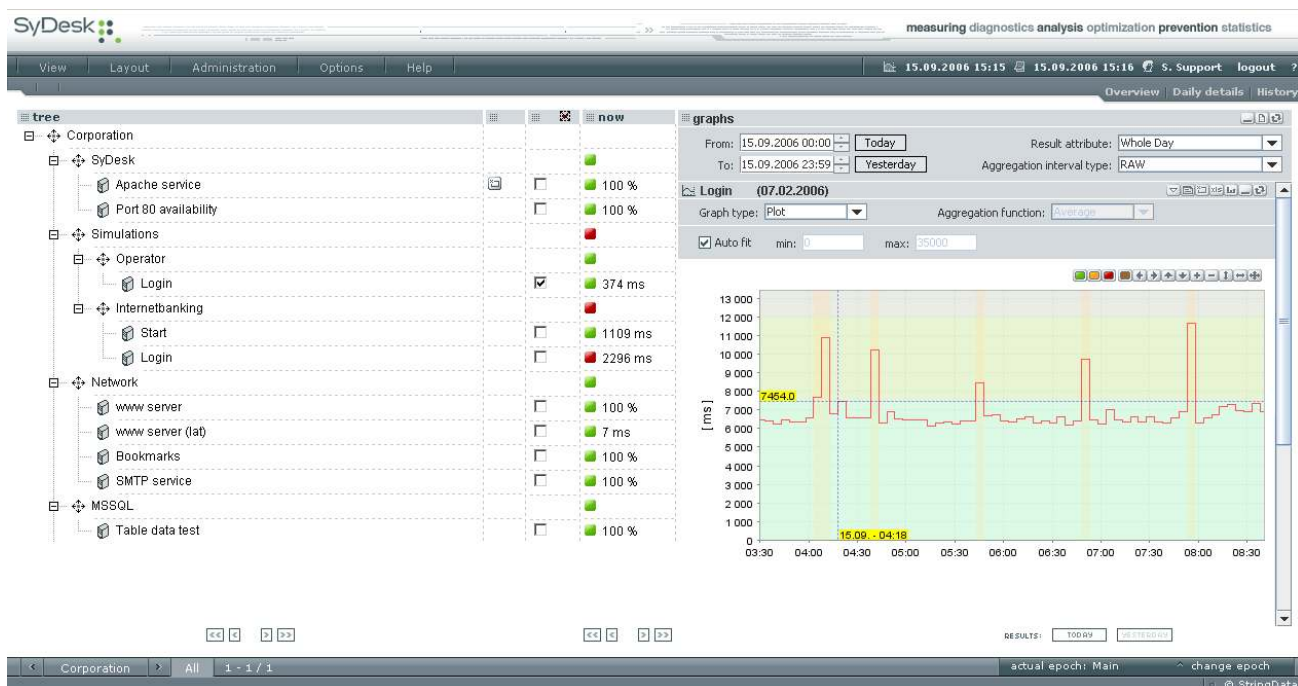 SyDesk
measuring diagnostics analysis optimization prevention statistics
View Layout Administration Options Help
15.09.2006 15:15 15.09.2006 15:16 S. Support logout ?
Overview Daily details History
tree now
Corporation
SyDesk
Apache service 100 %
Port 80 availability 100 %
Simulations
Operator
Login 374 ms
Internetbanking
Start 1109 ms
Login 2296 ms
Network
www server 100 %
www server (lat) 7 ms
Bookmarks 100 %
SMTP service 100 %
MSSQL
Table data test 100 %
graphs
From: 15.09.2006 00:00 Today Result attribute: Whole Day
To: 15.09.2006 23:59 Yesterday Aggregation interval type: RAW
Login (07.02.2006)
xls
Graph type: Plot Aggregation function: Average
Auto fit min: 0 max: 35000
13 000
12 000
11 000
10 000
9 000
8 000
7454.0
7 000
[ms]
6 000
5 000
4 000
3 000
2 000
1 000
15.09. - 04:18
0
03:30 04:00 04:30 05:00 05:30 06:00 06:30 07:00 07:30 08:00 08:30
<< < > >> << < > >> RESULTS: TODAY YESTERDAY
< Corporation > All 1 - 1 / 1 actual epoch: Main ^ change epoch
© StringData